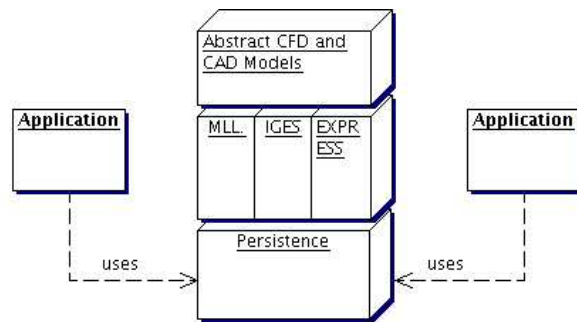 Abstract CFD and
CAD Models
Application
MLL.
IGES
EXPR
ESS
Application
Persistence
uses
uses